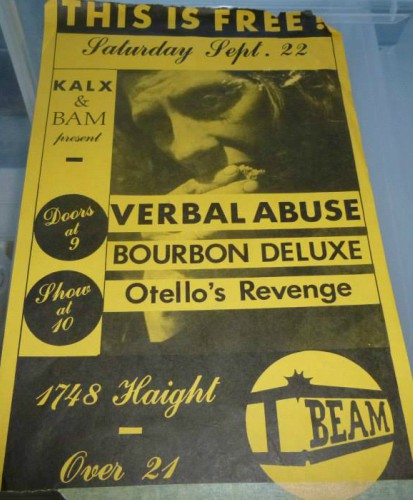 THIS IS FREE!
Saturday Sept. 22
KALX
&
BAM
present
Doors
at
9
VERBAL ABUSE
BOURBON DELUXE
Show
at
10
Otello's Revenge
1748 Haight
Over 21
I-BEAM